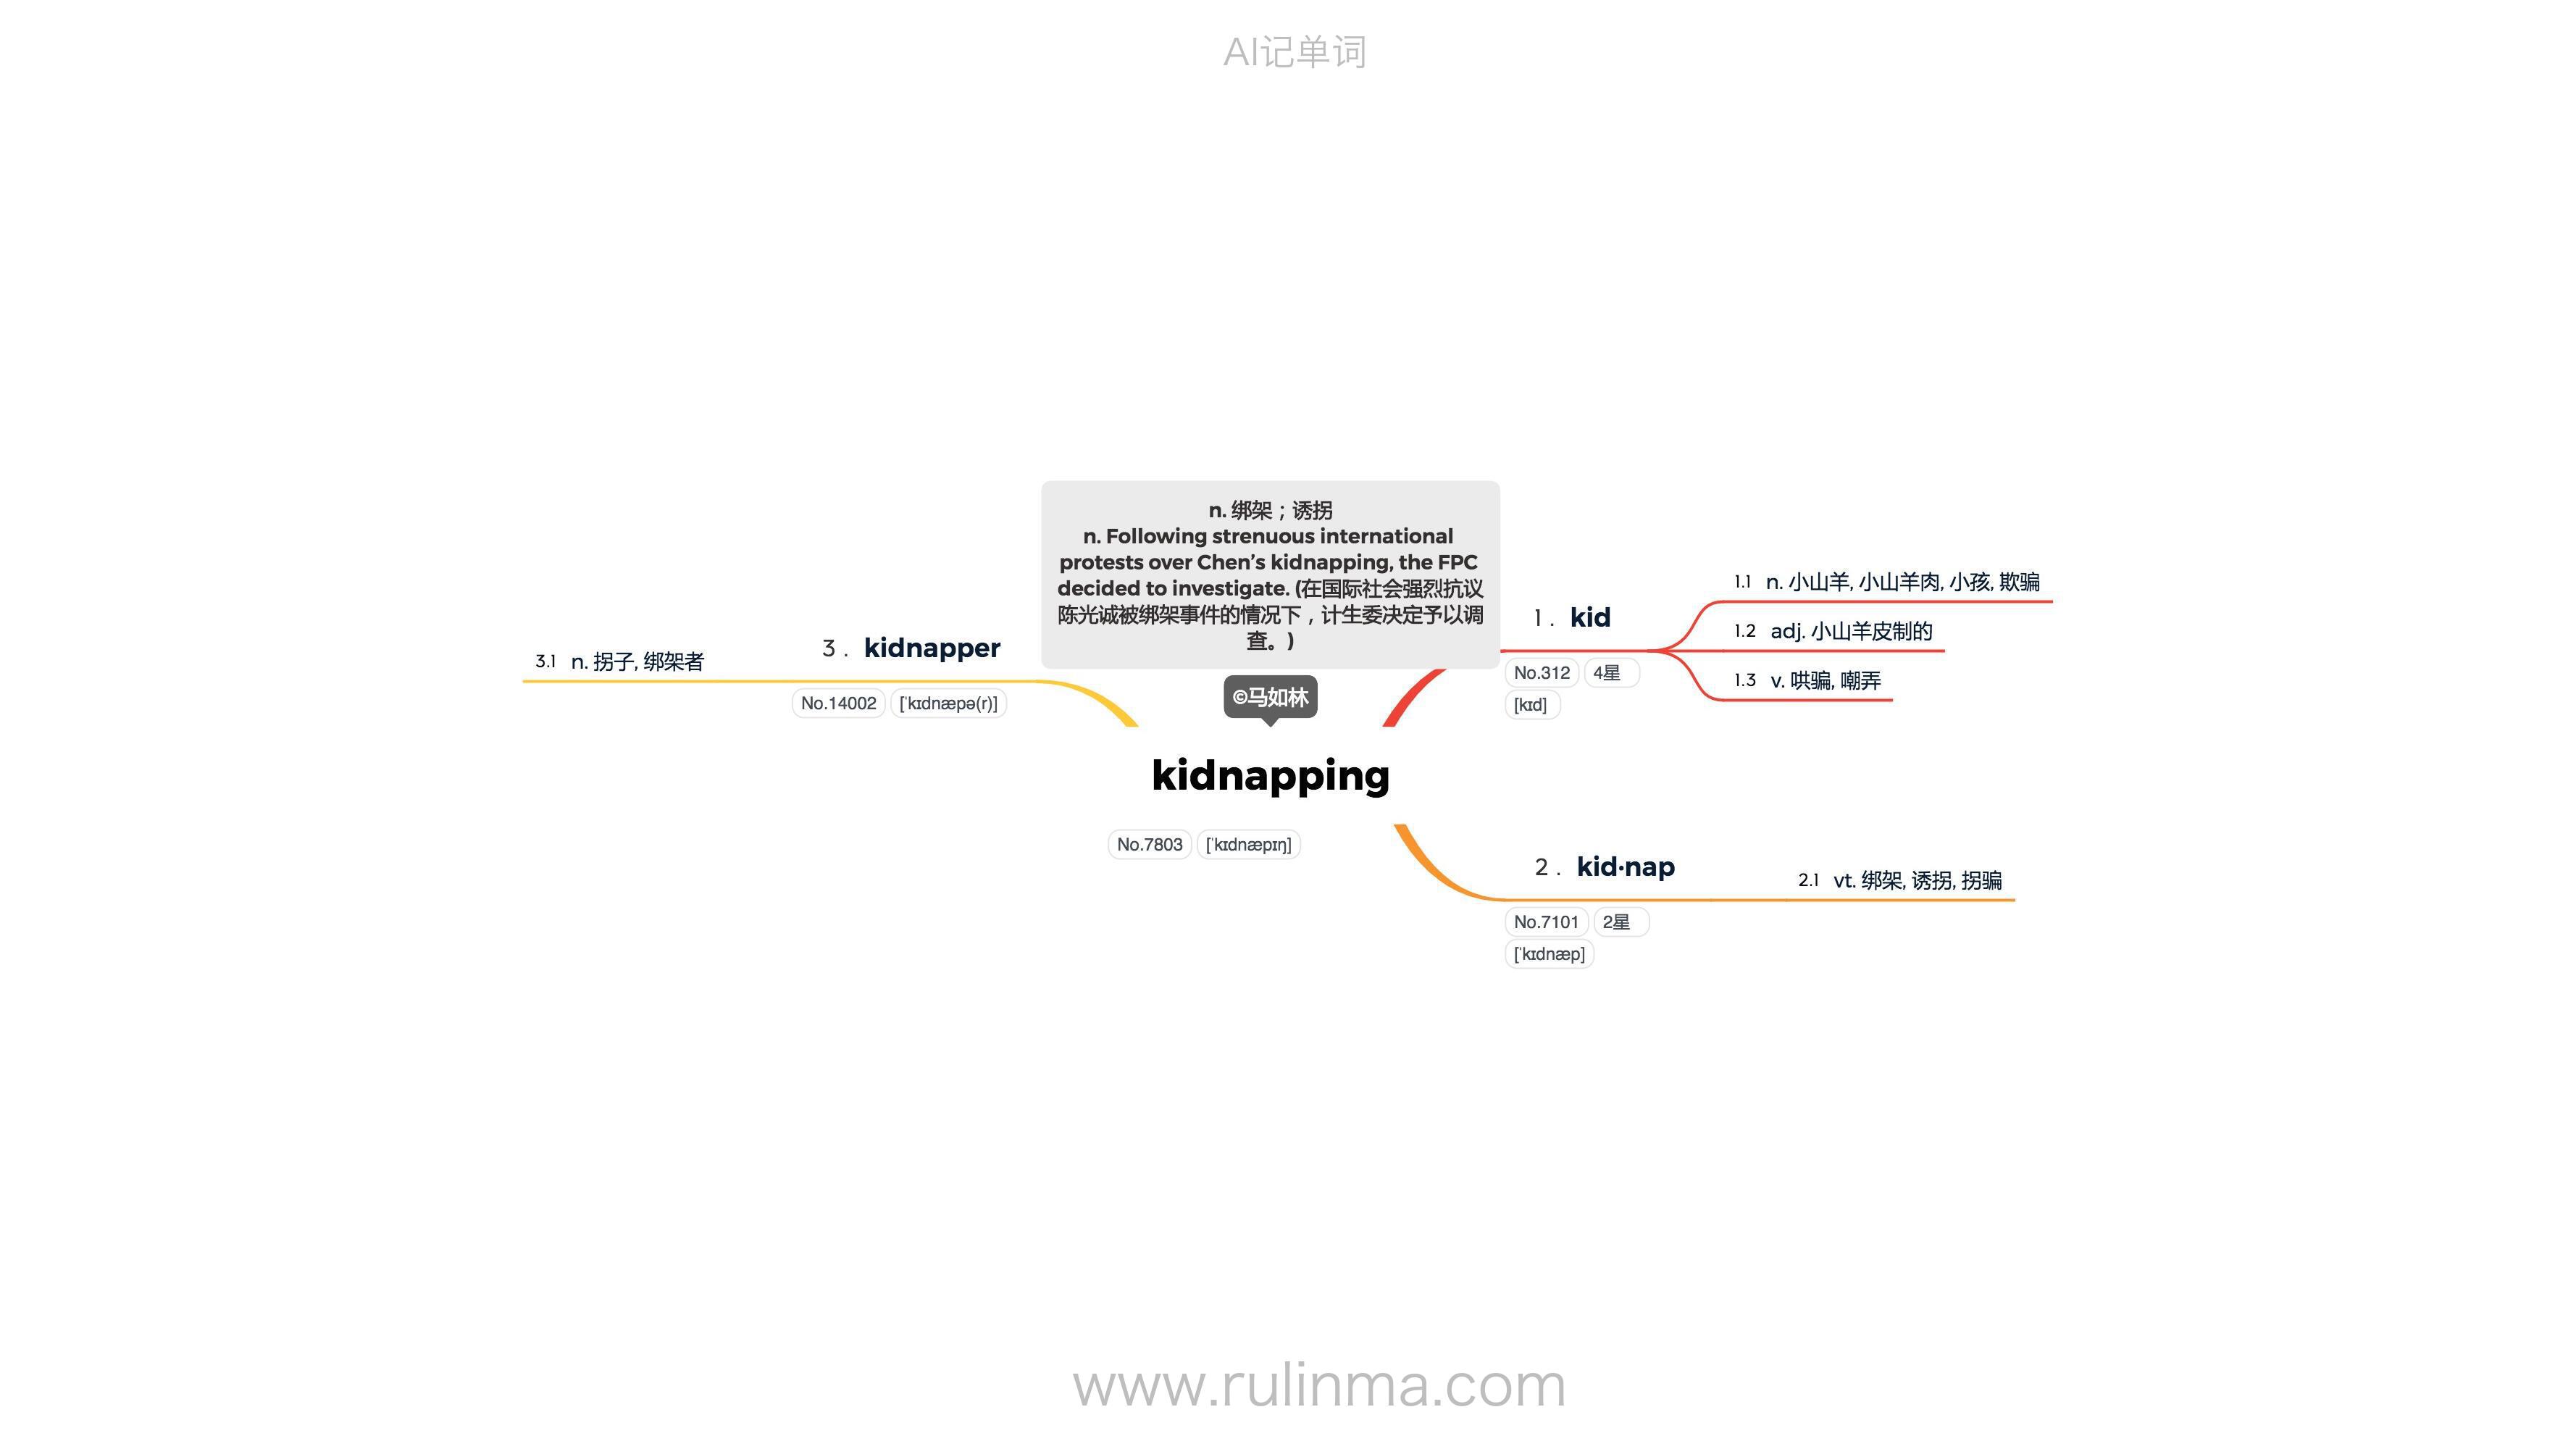 AI记单词
n. 绑架；诱拐
n. Following strenuous international
protests over Chen’s kidnapping, the FPC
decided to investigate. (在国际社会强烈抗议
陈光诚被绑架事件的情况下，计生委决定予以调
查。)
©马如林
kidnapping
No.7803 [ˈkɪdnæpɪŋ]
1. kid
No.312 4星
[kɪd]
1.1 n. 小山羊, 小山羊肉, 小孩, 欺骗
1.2 adj. 小山羊皮制的
1.3 v. 哄骗, 嘲弄
2. kid·nap
No.7101 2星
[ˈkɪdnæp]
2.1 vt. 绑架, 诱拐, 拐骗
3. kidnapper
No.14002 [ˈkɪdnæpə(r)]
3.1 n. 拐子, 绑架者
www.rulinma.com